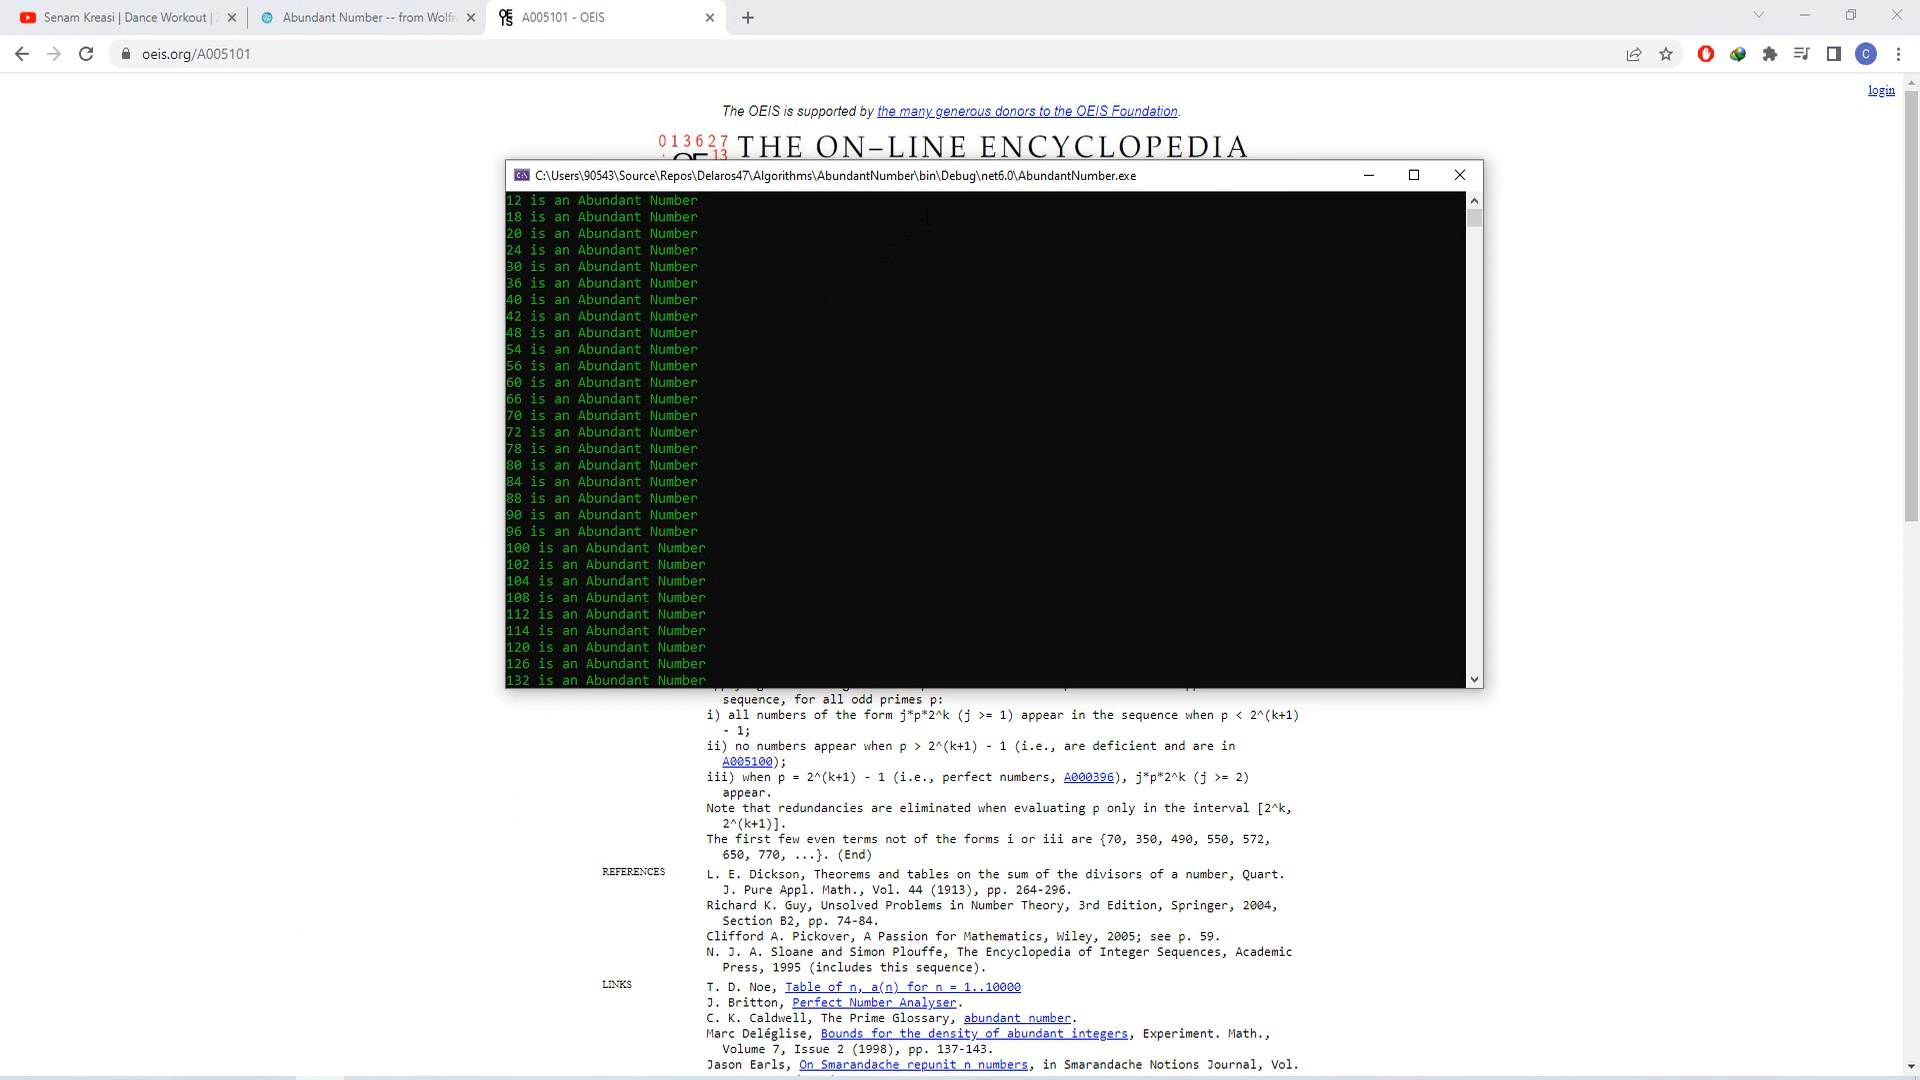 Senam Kreasi | Dance Workout |
Abundant Number -- from Wolfr
A005101 - OEIS
oeis.org/A005101
C
login
The OEIS is supported by the many generous donors to the OEIS Foundation.
0 1 3 6 2 7
13
THE ON-LINE ENCYCLOPEDIA
C:\Users\90543\Source\Repos\Delaros47\Algorithms\AbundantNumber\bin\Debug\net6.0\AbundantNumber.exe
12 is an Abundant Number
18 is an Abundant Number
20 is an Abundant Number
24 is an Abundant Number
30 is an Abundant Number
36 is an Abundant Number
40 is an Abundant Number
42 is an Abundant Number
48 is an Abundant Number
54 is an Abundant Number
56 is an Abundant Number
60 is an Abundant Number
66 is an Abundant Number
70 is an Abundant Number
72 is an Abundant Number
78 is an Abundant Number
80 is an Abundant Number
84 is an Abundant Number
88 is an Abundant Number
90 is an Abundant Number
96 is an Abundant Number
100 is an Abundant Number
102 is an Abundant Number
104 is an Abundant Number
108 is an Abundant Number
112 is an Abundant Number
114 is an Abundant Number
120 is an Abundant Number
126 is an Abundant Number
132 is an Abundant Number
sequence, for all odd primes p:
i) all numbers of the form j*p*2^k (j >= 1) appear in the sequence when p < 2^(k+1)
- 1;
ii) no numbers appear when p > 2^(k+1) - 1 (i.e., are deficient and are in
A005100);
iii) when p = 2^(k+1) - 1 (i.e., perfect numbers, A000396), j*p*2^k (j >= 2)
appear.
Note that redundancies are eliminated when evaluating p only in the interval [2^k,
2^(k+1)].
The first few even terms not of the forms i or iii are {70, 350, 490, 550, 572,
650, 770, ...}. (End)
REFERENCES
L. E. Dickson, Theorems and tables on the sum of the divisors of a number, Quart.
J. Pure Appl. Math., Vol. 44 (1913), pp. 264-296.
Richard K. Guy, Unsolved Problems in Number Theory, 3rd Edition, Springer, 2004,
Section B2, pp. 74-84.
Clifford A. Pickover, A Passion for Mathematics, Wiley, 2005; see p. 59.
N. J. A. Sloane and Simon Plouffe, The Encyclopedia of Integer Sequences, Academic
Press, 1995 (includes this sequence).
LINKS
T. D. Noe, Table of n, a(n) for n = 1..10000
J. Britton, Perfect Number Analyser.
C. K. Caldwell, The Prime Glossary, abundant number.
Marc Deléglise, Bounds for the density of abundant integers, Experiment. Math.,
Volume 7, Issue 2 (1998), pp. 137-143.
Jason Earls, On Smarandache repunit n numbers, in Smarandache Notions Journal, Vol.